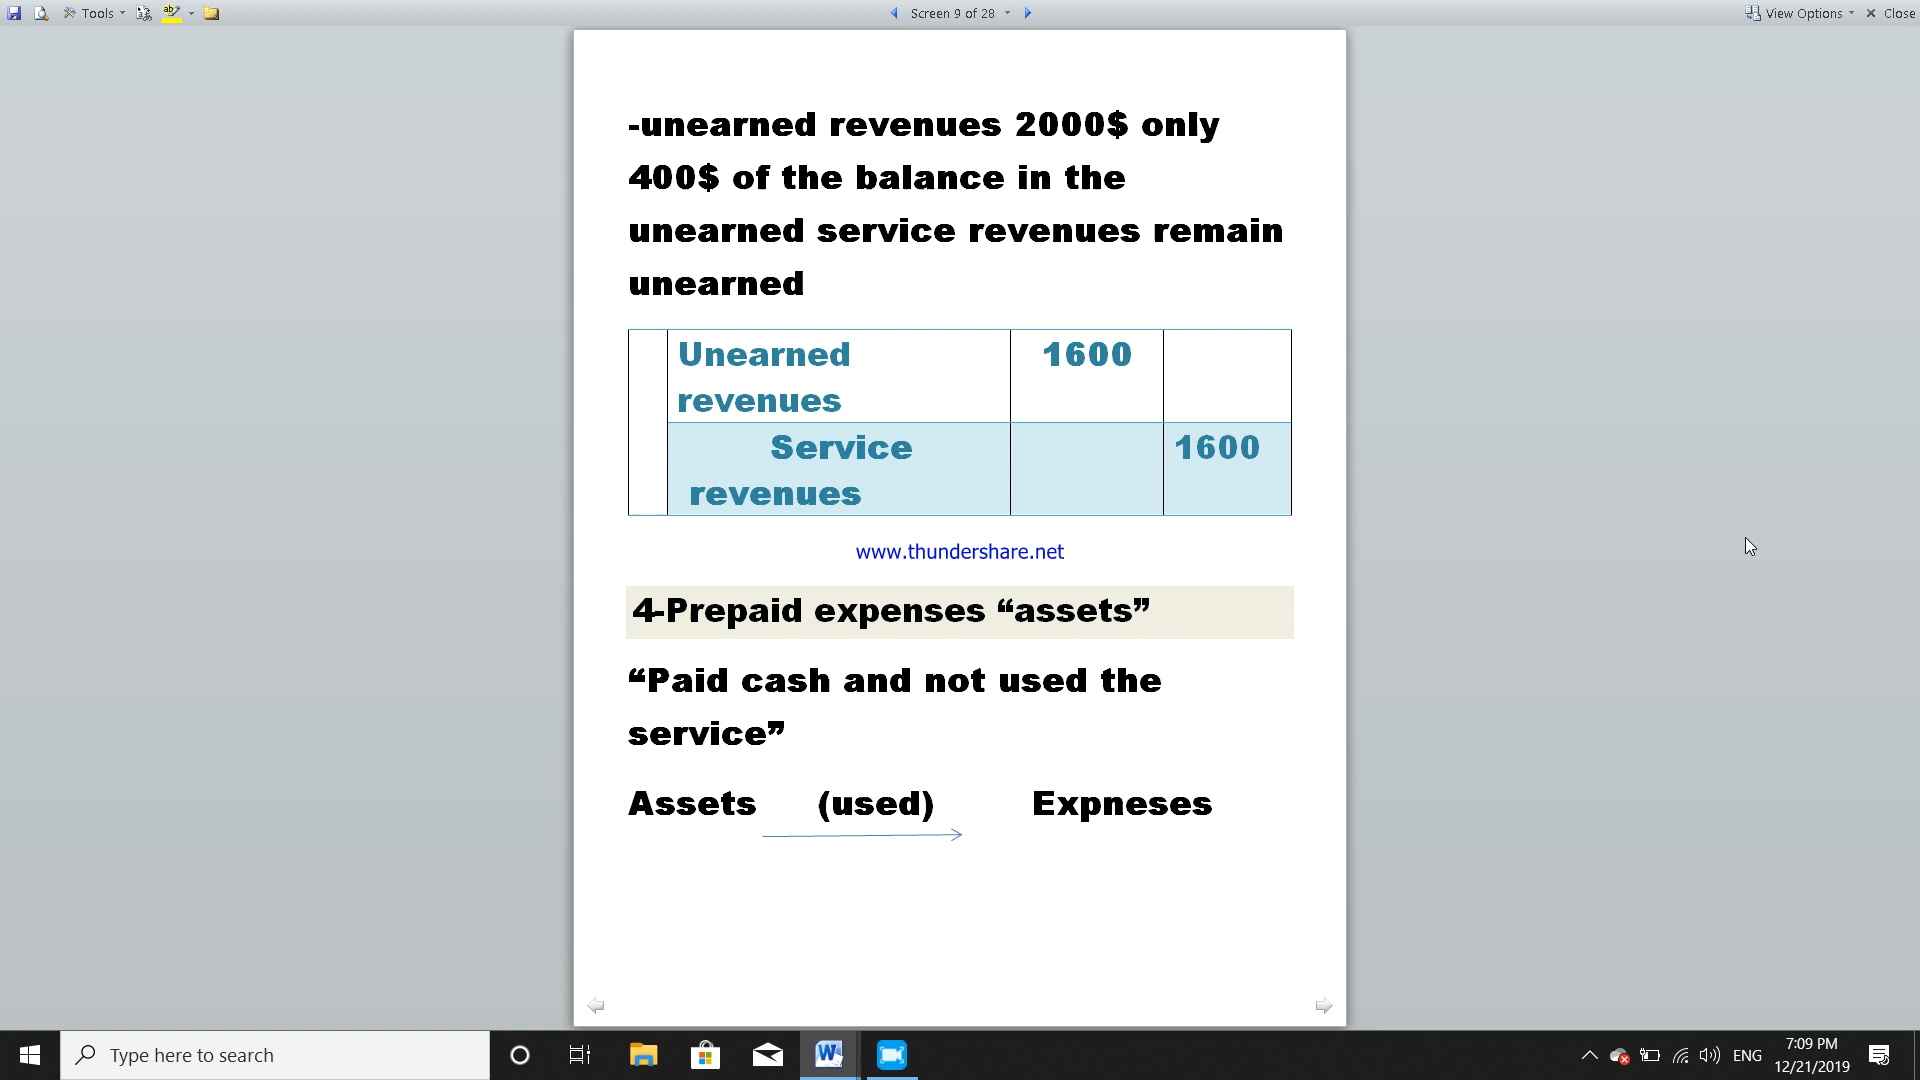 Tools
Screen 9 of 28
View Options
Close
-unearned revenues 2000$ only
400$ of the balance in the
unearned service revenues remain
unearned
Unearned 1600
revenues
Service 1600
revenues
www.thundershare.net
4-Prepaid expenses “assets”
“Paid cash and not used the
service”
Assets (used) Expneses
Type here to search
ENG
7:09 PM
12/21/2019